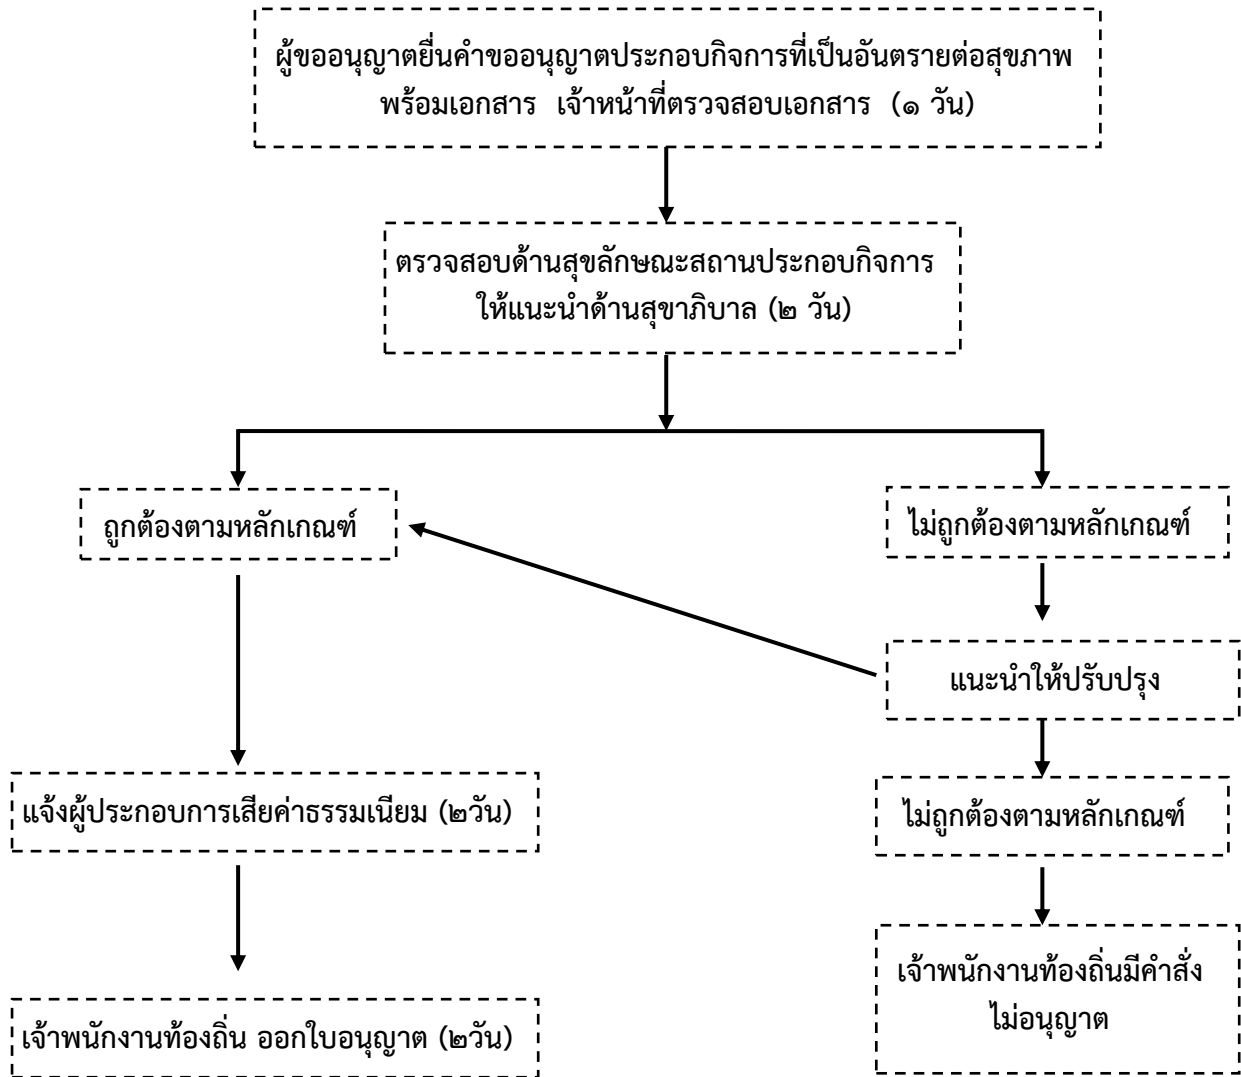 ผู้ขออนุญาตยื่นคำขออนุญาตประกอบกิจการที่เป็นอันตรายต่อสุขภาพ
พร้อมเอกสาร เจ้าหน้าที่ตรวจสอบเอกสาร (๑ วัน)
ตรวจสอบด้านสุขลักษณะสถานประกอบกิจการ
ให้แนะนำด้านสุขาภิบาล (๒ วัน)
ถูกต้องตามหลักเกณฑ์
ไม่ถูกต้องตามหลักเกณฑ์
แนะนำให้ปรับปรุง
แจ้งผู้ประกอบการเสียค่าธรรมเนียม (๒วัน)
ไม่ถูกต้องตามหลักเกณฑ์
เจ้าพนักงานท้องถิ่นมีคำสั่ง
ไม่อนุญาต
เจ้าพนักงานท้องถิ่น ออกใบอนุญาต (๒วัน)